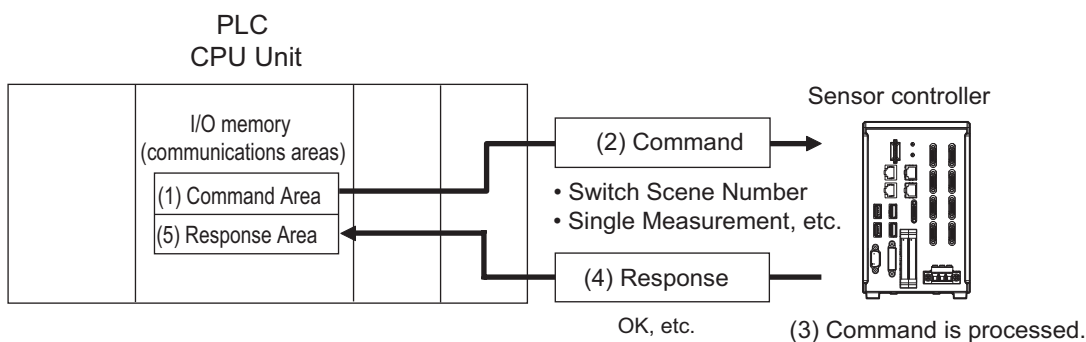 PLC
CPU Unit
Sensor controller
I/O memory
(communications areas)
(1) Command Area
(5) Response Area
(2) Command
• Switch Scene Number
• Single Measurement, etc.
(4) Response
OK, etc.
(3) Command is processed.